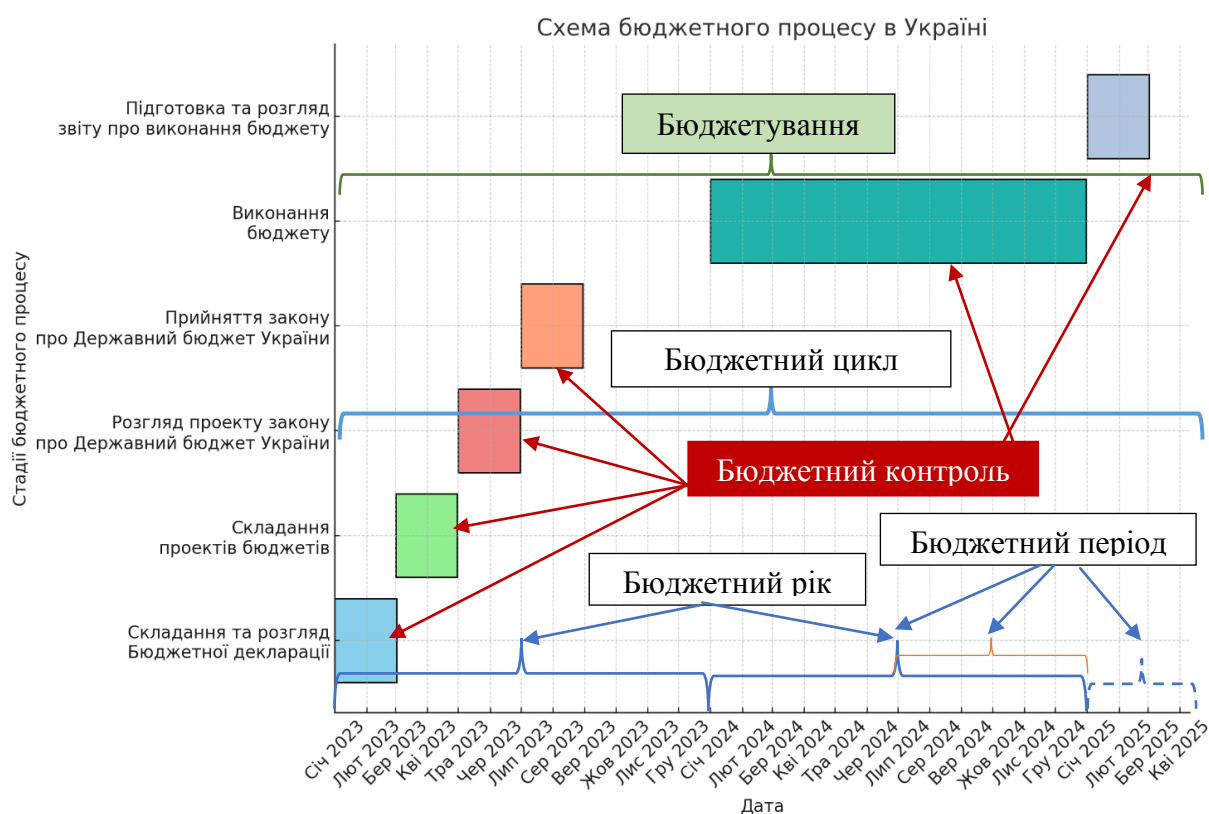 Схема бюджетного процесу в Україні
Підготовка та розгляд
звіту про виконання бюджету
Бюджетування
Виконання
бюджету
Прийняття закону
про Державний бюджет України
Бюджетний цикл
Розгляд проекту закону
про Державний бюджет України
Бюджетний контроль
Складання
проектів бюджетів
Бюджетний період
Бюджетний рік
Складання та розгляд
Бюджетної декларації
Стадії бюджетного процесу
Січ 2023
Лют 2023
Бер 2023
Кві 2023
Тра 2023
Чер 2023
Лип 2023
Сер 2023
Вер 2023
Жов 2023
Лис 2023
Гру 2023
Січ 2024
Лют 2024
Бер 2024
Кві 2024
Тра 2024
Чер 2024
Лип 2024
Сер 2024
Вер 2024
Жов 2024
Лис 2024
Гру 2024
Січ 2025
Лют 2025
Бер 2025
Кві 2025
Дата